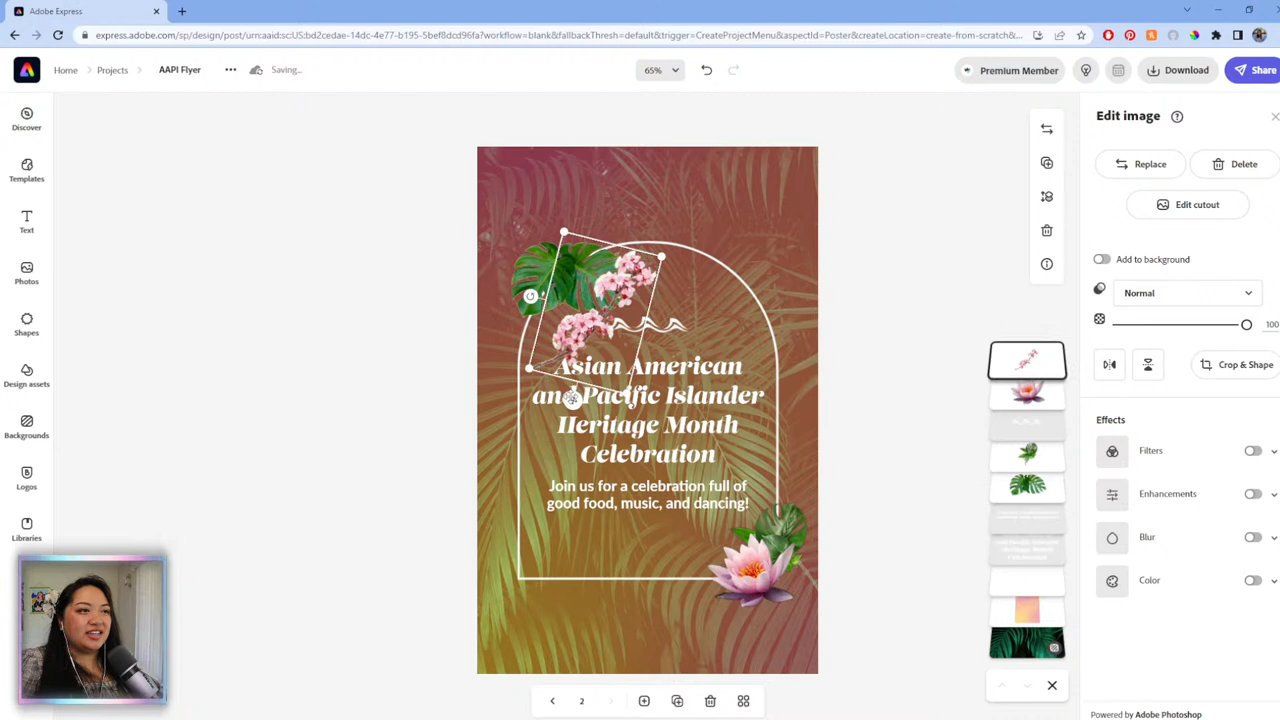 Adobe Express
express.adobe.com/sp/design/post/urn:aaid:sc:US:bd2cedae-14dc-4e77-b195-5bef8dcd96fa?workflow=blank&fallbackThresh=default&trigger=CreateProjectMenu&aspectId=Poster&createLocation=create-from-scratch&...
Home
Projects
AAPI Flyer
Saving...
65%
Premium Member
Download
Share
Discover
Templates
Text
Photos
Shapes
Design assets
Backgrounds
Logos
Libraries
Asian American
and Pacific Islander
Heritage Month
Celebration
Join us for a celebration full of
good food, music, and dancing!
2
Edit image
Replace
Delete
Edit cutout
Add to background
Normal
100
Crop & Shape
Effects
Filters
Enhancements
Blur
Color
Powered by Adobe Photoshop